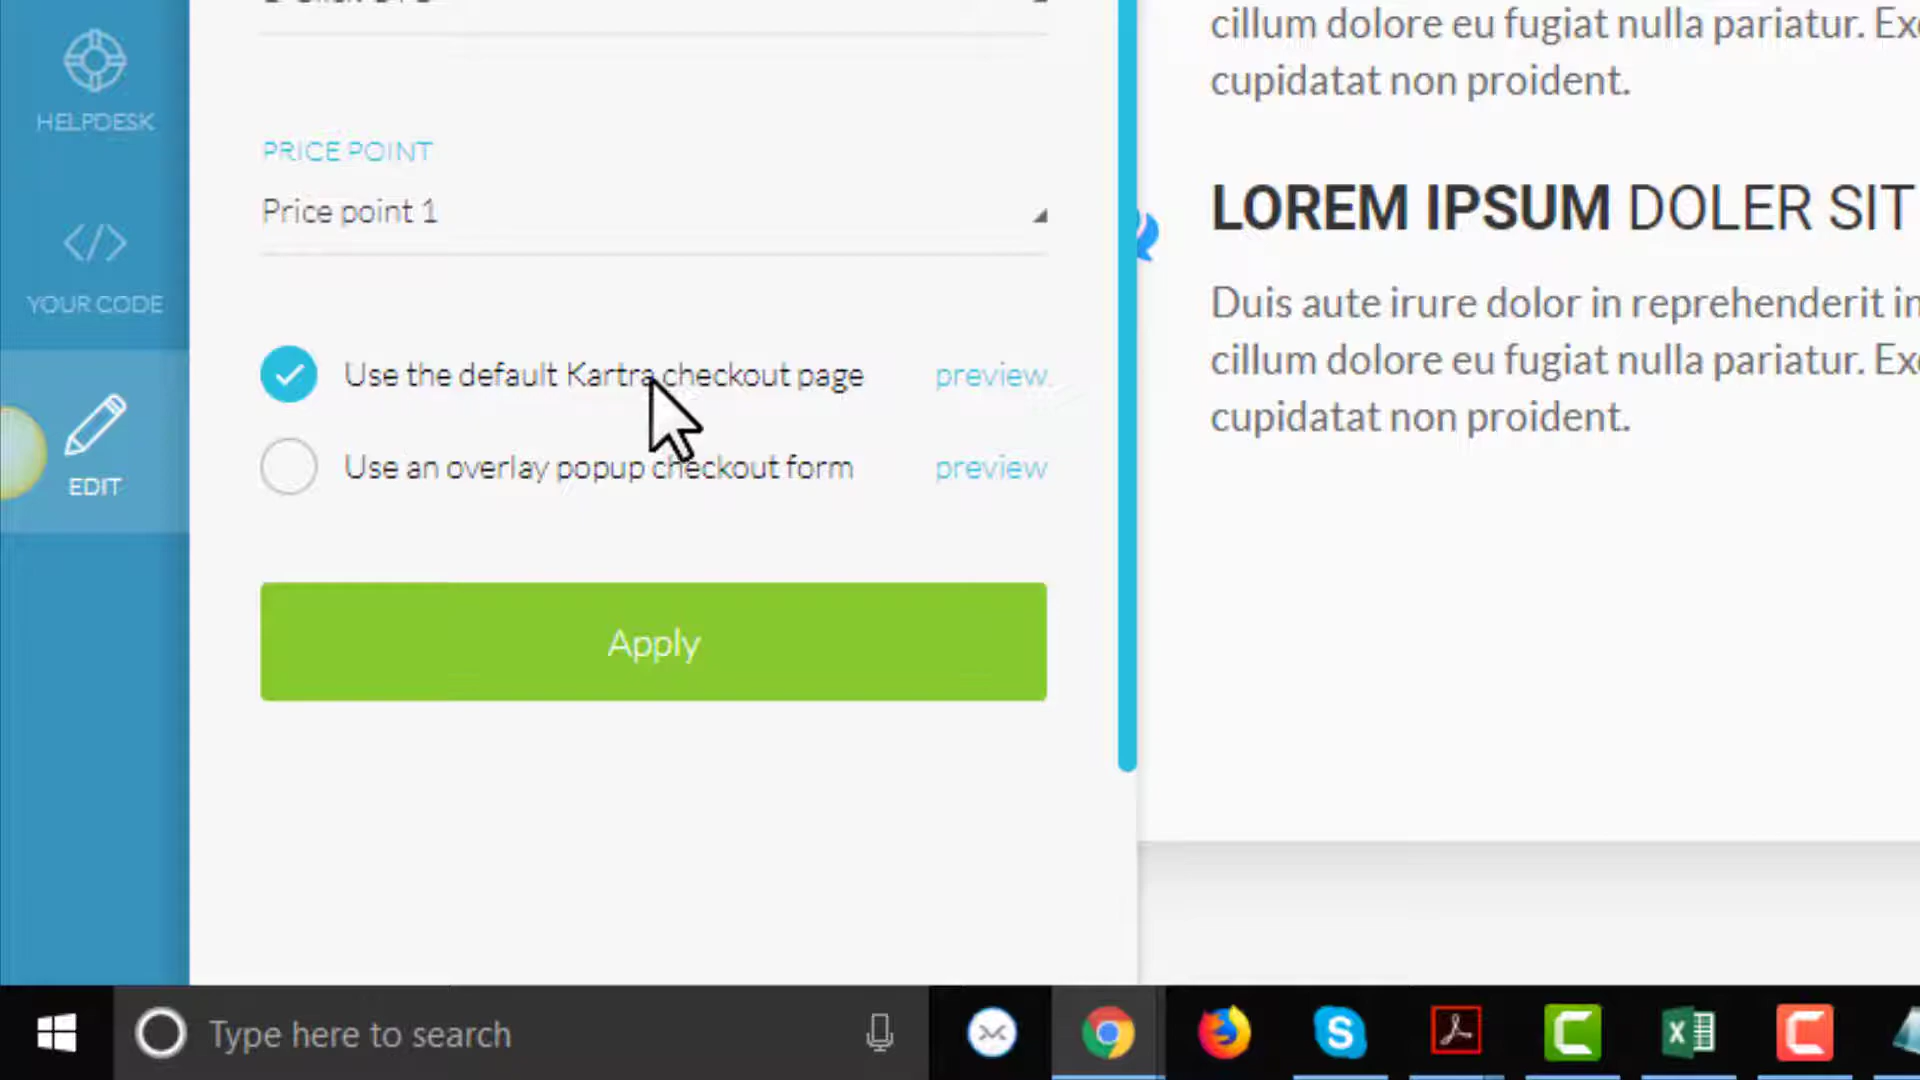 HELPDESK
YOUR CODE
EDIT
PRICE POINT
Price point 1
Use the default Kartra checkout page preview
Use an overlay popup checkout form preview
Apply
cillum dolore eu fugiat nulla pariatur.
cupidatat non proident.
LOREM IPSUM DOLER SIT
Duis aute irure dolor in reprehenderit in
cillum dolore eu fugiat nulla pariatur.
cupidatat non proident.
Type here to search